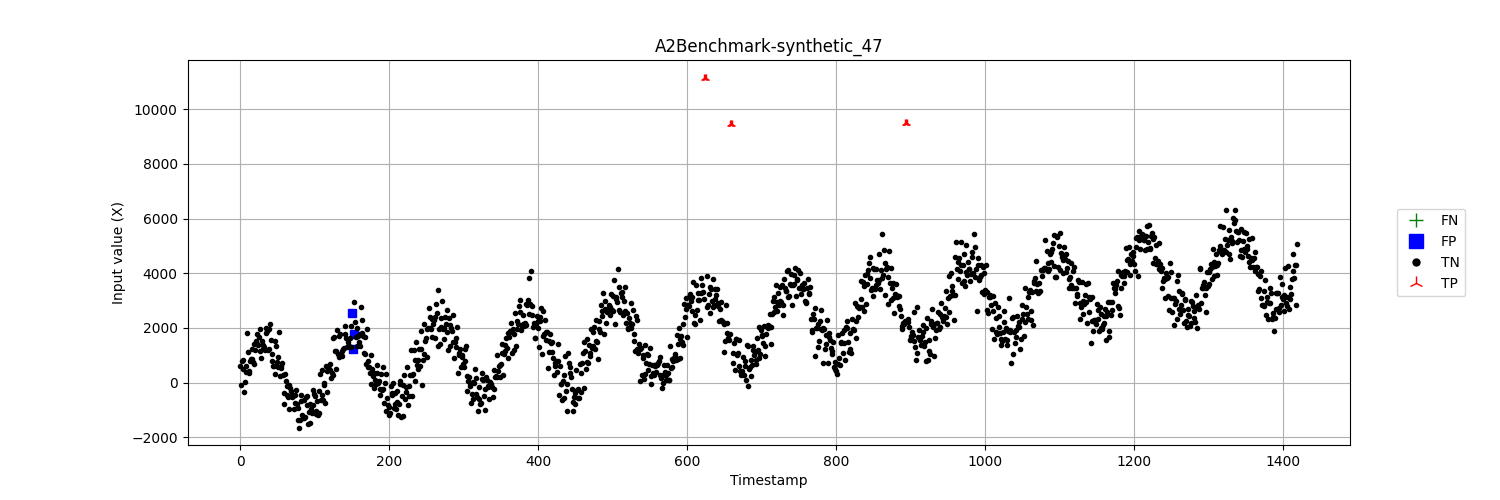 A2Benchmark-synthetic_47
Input value (X)
10000
8000
6000
4000
2000
0
−2000
0 200 400 600 800 1000 1200 1400
Timestamp
FN
FP
TN
TP